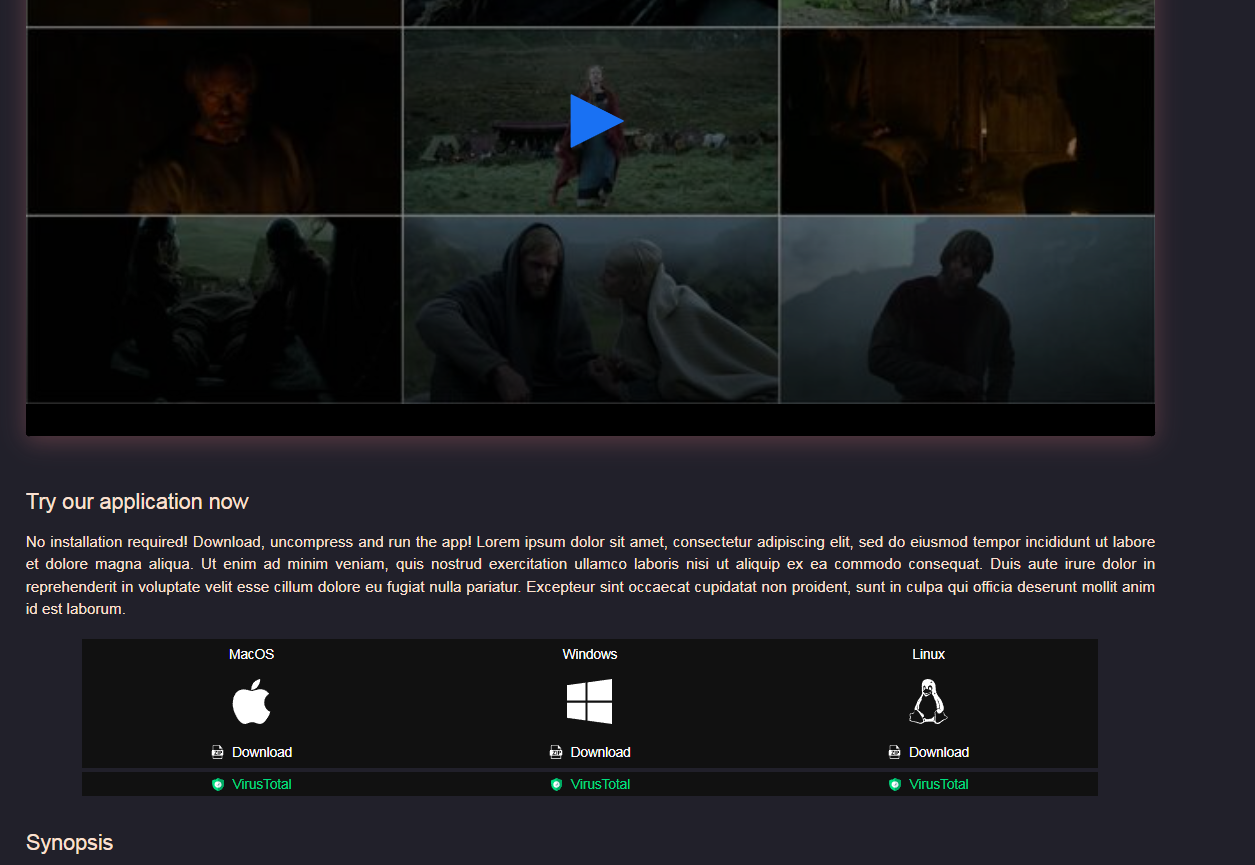 Try our application now
No installation required! Download, uncompress and run the app! Lorem ipsum dolor sit amet, consectetur adipiscing elit, sed do eiusmod tempor incididunt ut labore
et dolore magna aliqua. Ut enim ad minim veniam, quis nostrud exercitation ullamco laboris nisi ut aliquip ex ea commodo consequat. Duis aute irure dolor in
reprehenderit in voluptate velit esse cillum dolore eu fugiat nulla pariatur. Excepteur sint occaecat cupidatat non proident, sunt in culpa qui officia deserunt mollit anim
id est laborum.
MacOS Windows Linux
ZIP Download ZIP Download ZIP Download
VirusTotal VirusTotal VirusTotal
Synopsis